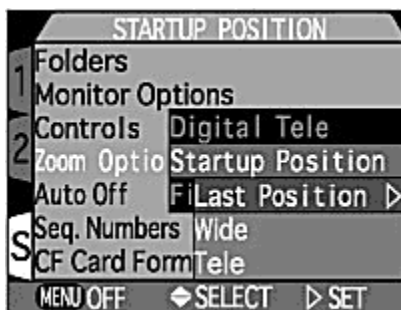 STARTUP POSITION
1
Folders
Monitor Options
Controls Digital Tele
2
Zoom Optio Startup Position
Auto Off Fi Last Position
Seq. Numbers Wide
S
CF Card Form Tele
MENU OFF SELECT SET